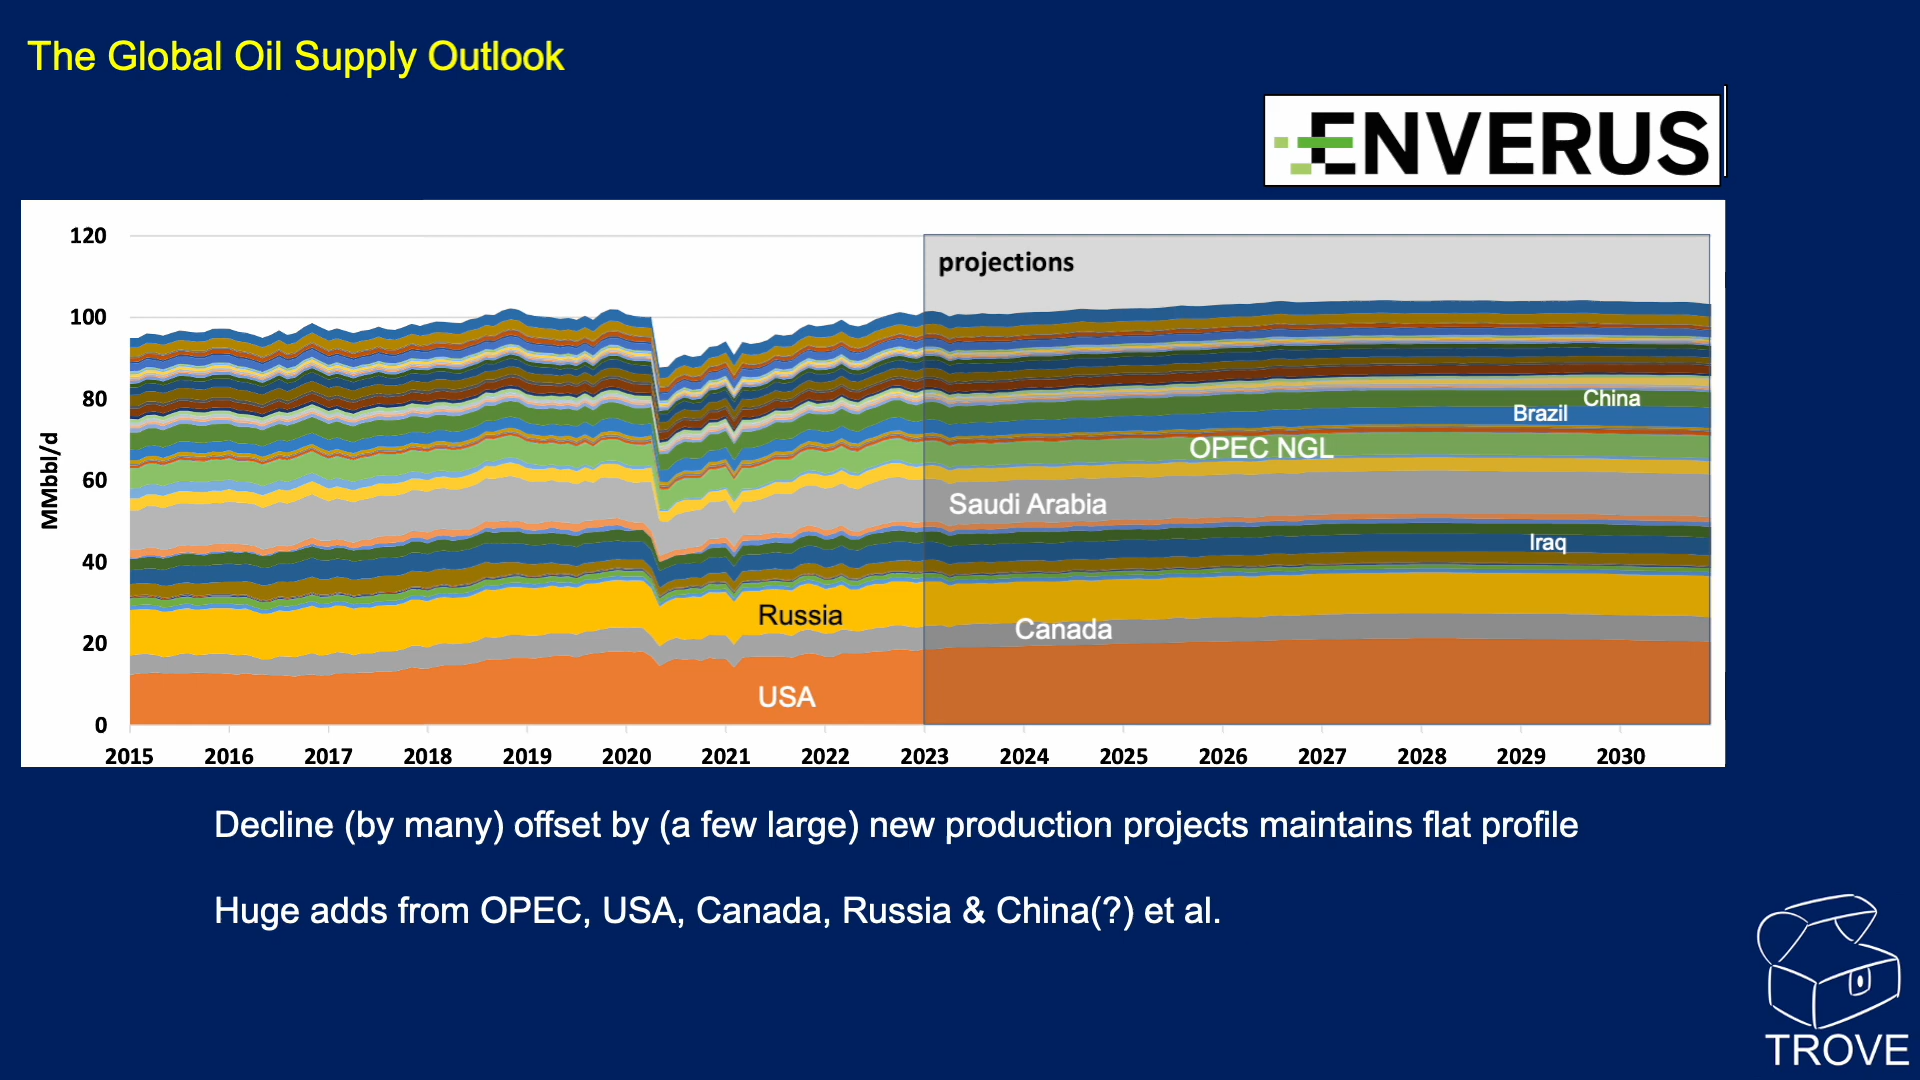 The Global Oil Supply Outlook
ENVERUS
120
projections
100
80
China
Brazil
OPEC NGL
MMbbl/d
60
Saudi Arabia
Iraq
40
Russia
Canada
20
USA
0
2015 2016 2017 2018 2019 2020 2021 2022 2023 2024 2025 2026 2027 2028 2029 2030
Decline (by many) offset by (a few large) new production projects maintains flat profile
Huge adds from OPEC, USA, Canada, Russia & China(?) et al.
TROVE